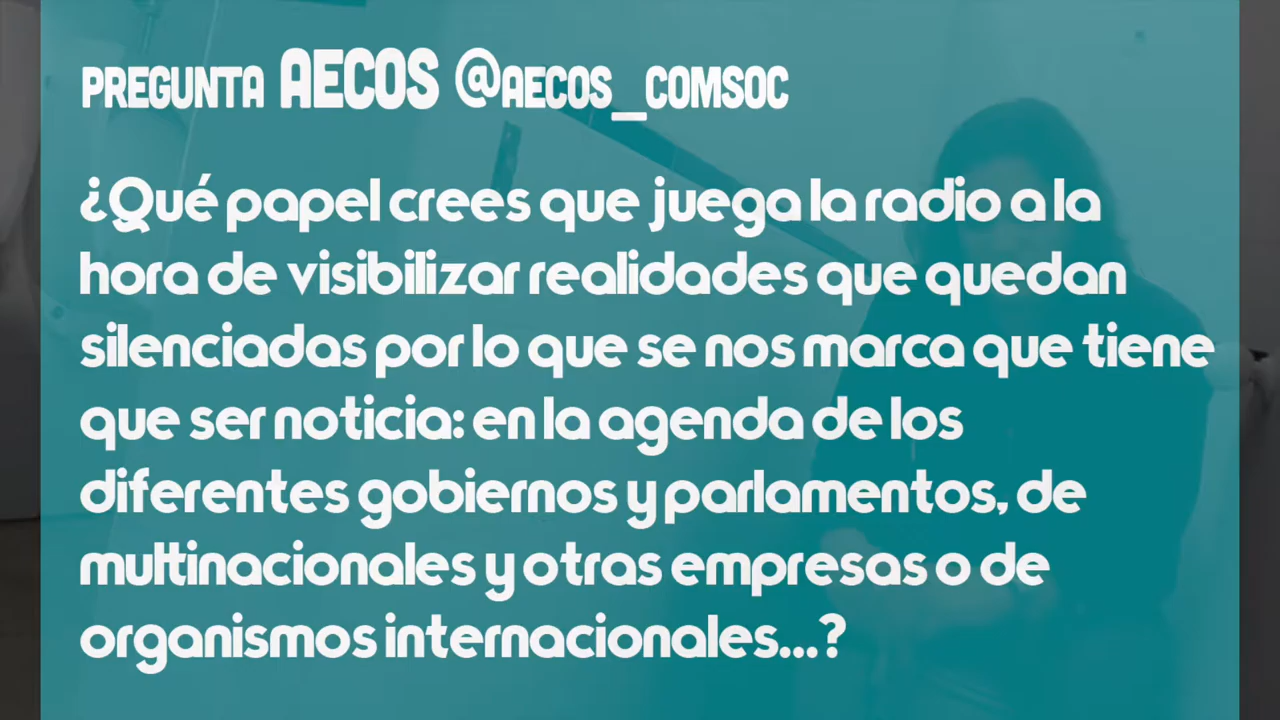 PREGUNTA AECOS @AECOS_COMSOC
¿Qué papel crees que juega la radio a la
hora de visibilizar realidades que quedan
silenciadas por lo que se nos marca que tiene
que ser noticia: en la agenda de los
diferentes gobiernos y parlamentos, de
multinacionales y otras empresas o de
organismos internacionales...?